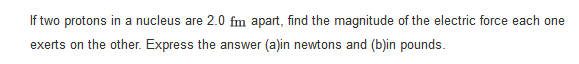 If two protons in a nucleus are 2.0 fm apart, find the magnitude of the electric force each one
exerts on the other. Express the answer (a)in newtons and (b)in pounds.